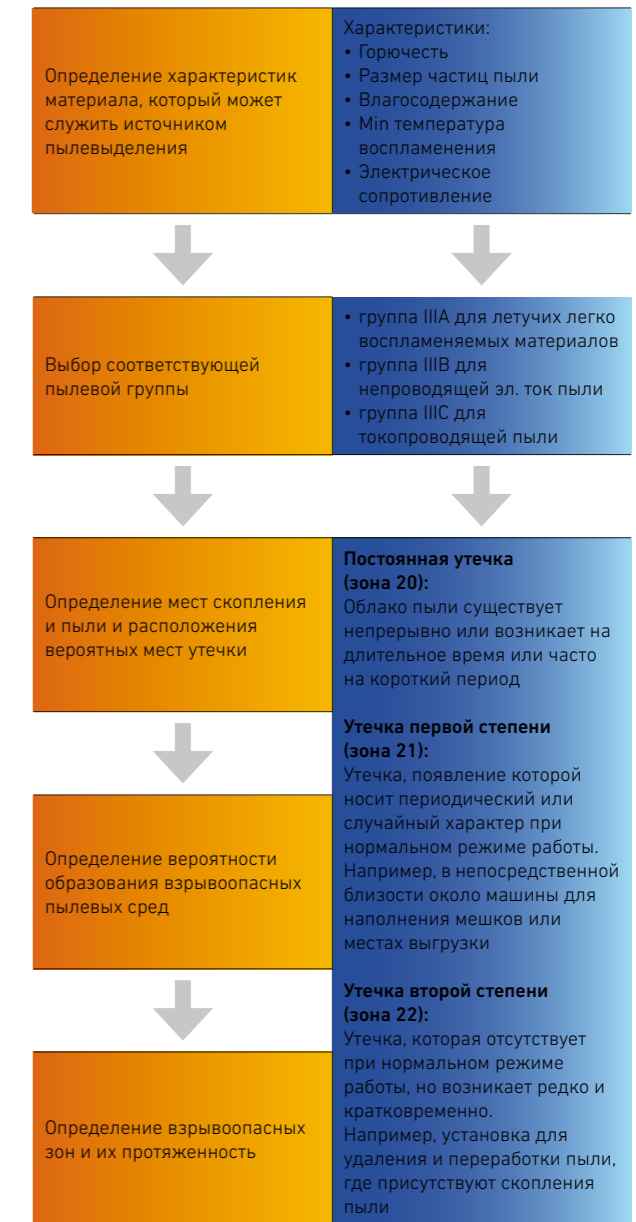 Определение характеристик
материала, который может
служить источником
пылевыделения
Характеристики:
• Горючесть
• Размер частиц пыли
• Влагосодержание
• Min температура
воспламенения
• Электрическое
сопротивление
Выбор соответствующей
пылевой группы
• группа IIIA для летучих легко
воспламеняемых материалов
• группа IIIB для
непроводящей эл. ток пыли
• группа IIIC для
токопроводящей пыли
Определение мест скопления
и пыли и расположения
вероятных мест утечки
Определение вероятности
образования взрывоопасных
пылевых сред
Определение взрывоопасных
зон и их протяженность
Постоянная утечка
(зона 20):
Облако пыли существует
непрерывно или возникает на
длительное время или часто
на короткий период
Утечка первой степени
(зона 21):
Утечка, появление которой
носит периодический или
случайный характер при
нормальном режиме работы.
Например, в непосредственной
близости около машины для
наполнения мешков или
местах выгрузки
Утечка второй степени
(зона 22):
Утечка, которая отсутствует
при нормальном режиме
работы, но возникает редко и
кратковременно.
Например, установка для
удаления и переработки пыли,
где присутствуют скопления
пыли